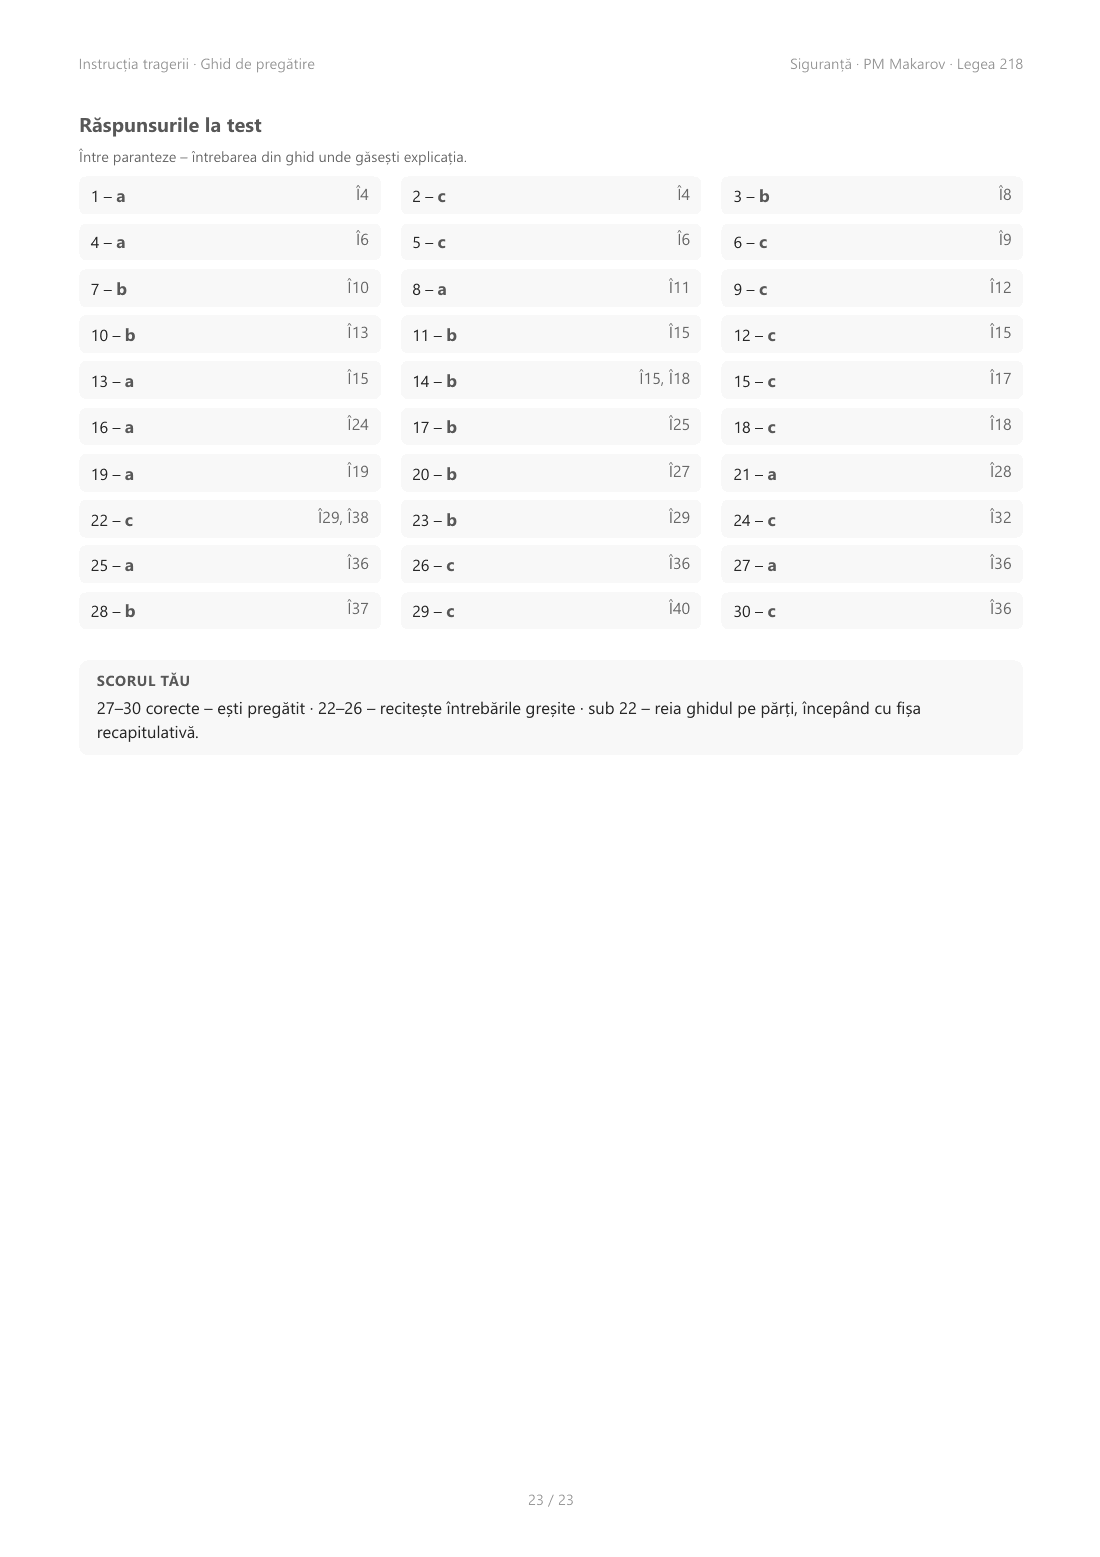 Instrucția tragerii · Ghid de pregătire
Siguranță · PM Makarov · Legea 218
Răspunsurile la test
Între paranteze – întrebarea din ghid unde găsești explicația.
1 – a Î4
2 – c Î4
3 – b Î8
4 – a Î6
5 – c Î6
6 – c Î9
7 – b Î10
8 – a Î11
9 – c Î12
10 – b Î13
11 – b Î15
12 – c Î15
13 – a Î15
14 – b Î15, Î18
15 – c Î17
16 – a Î24
17 – b Î25
18 – c Î18
19 – a Î19
20 – b Î27
21 – a Î28
22 – c Î29, Î38
23 – b Î29
24 – c Î32
25 – a Î36
26 – c Î36
27 – a Î36
28 – b Î37
29 – c Î40
30 – c Î36
SCORUL TĂU
27–30 corecte – ești pregătit · 22–26 – recitește întrebările greșite · sub 22 – reia ghidul pe părți, începând cu fișa
recapitulativă.
23 / 23